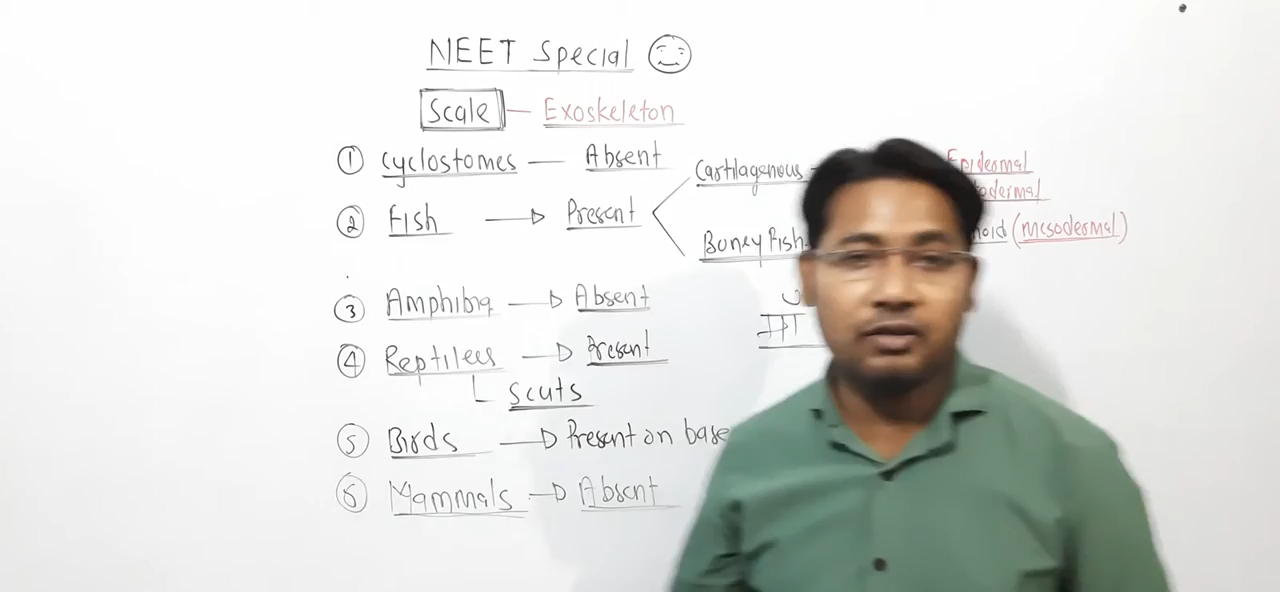 NEET Special
Scale — Exoskeleton
① Cyclostomes — Absent
Cartilagenous
Epidermal
② Fish → Present
Boney Fish
(Mesodermal)
③ Amphibia → Absent
④ Reptilees → Present
Scuts
⑤ Birds → Present on base
⑥ Mammals → Absent